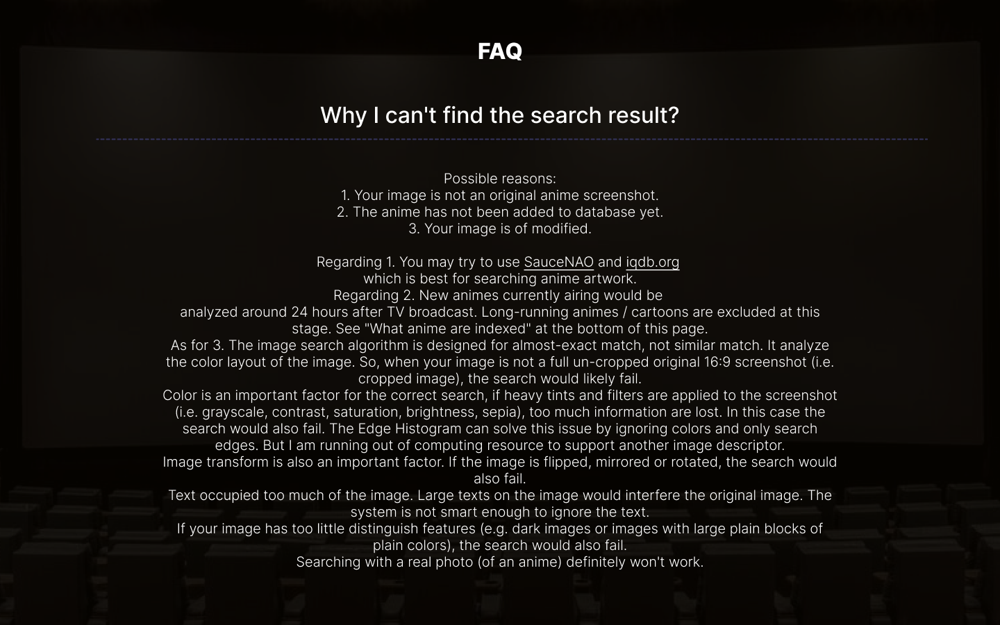 FAQ
Why I can't find the search result?
Possible reasons:
1. Your image is not an original anime screenshot.
2. The anime has not been added to database yet.
3. Your image is of modified.
Regarding 1. You may try to use SauceNAO and iqdb.org
which is best for searching anime artwork.
Regarding 2. New animes currently airing would be
analyzed around 24 hours after TV broadcast. Long-running animes / cartoons are excluded at this
stage. See "What anime are indexed" at the bottom of this page.
As for 3. The image search algorithm is designed for almost-exact match, not similar match. It analyze
the color layout of the image. So, when your image is not a full un-cropped original 16:9 screenshot (i.e.
cropped image), the search would likely fail.
Color is an important factor for the correct search, if heavy tints and filters are applied to the screenshot
(i.e. grayscale, contrast, saturation, brightness, sepia), too much information are lost. In this case the
search would also fail. The Edge Histogram can solve this issue by ignoring colors and only search
edges. But I am running out of computing resource to support another image descriptor.
Image transform is also an important factor. If the image is flipped, mirrored or rotated, the search would
also fail.
Text occupied too much of the image. Large texts on the image would interfere the original image. The
system is not smart enough to ignore the text.
If your image has too little distinguish features (e.g. dark images or images with large plain blocks of
plain colors), the search would also fail.
Searching with a real photo (of an anime) definitely won't work.